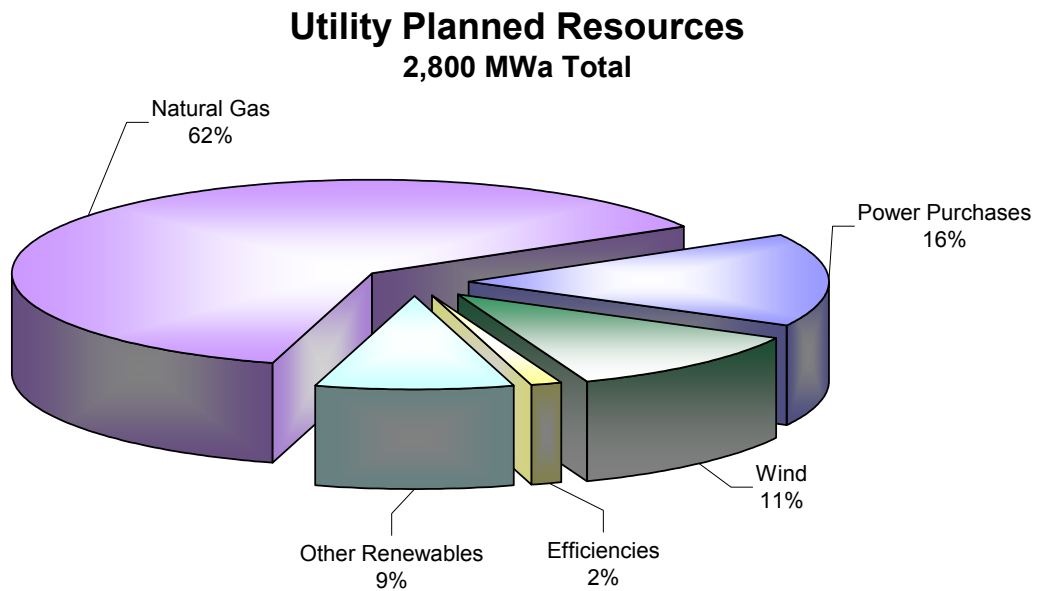 Utility Planned Resources
2,800 MWa Total
Natural Gas
62%
Power Purchases
16%
Wind
11%
Efficiencies
2%
Other Renewables
9%